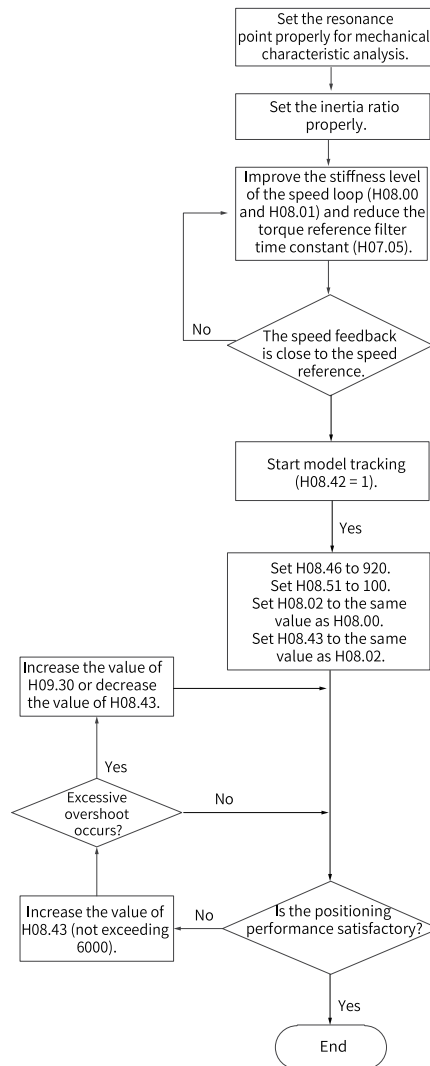 Set the resonance
point properly for mechanical
characteristic analysis.
Set the inertia ratio
properly.
Improve the stiffness level
of the speed loop (H08.00
and H08.01) and reduce the
torque reference filter
time constant (H07.05).
No
The speed feedback
is close to the speed
reference.
Start model tracking
(H08.42 = 1).
Yes
Set H08.46 to 920.
Set H08.51 to 100.
Set H08.02 to the same
value as H08.00.
Set H08.43 to the same
value as H08.02.
Increase the value of
H09.30 or decrease
the value of H08.43.
Yes
Excessive
overshoot
occurs?
No
Increase the value of
H08.43 (not exceeding
6000).
No
Is the positioning
performance satisfactory?
Yes
End